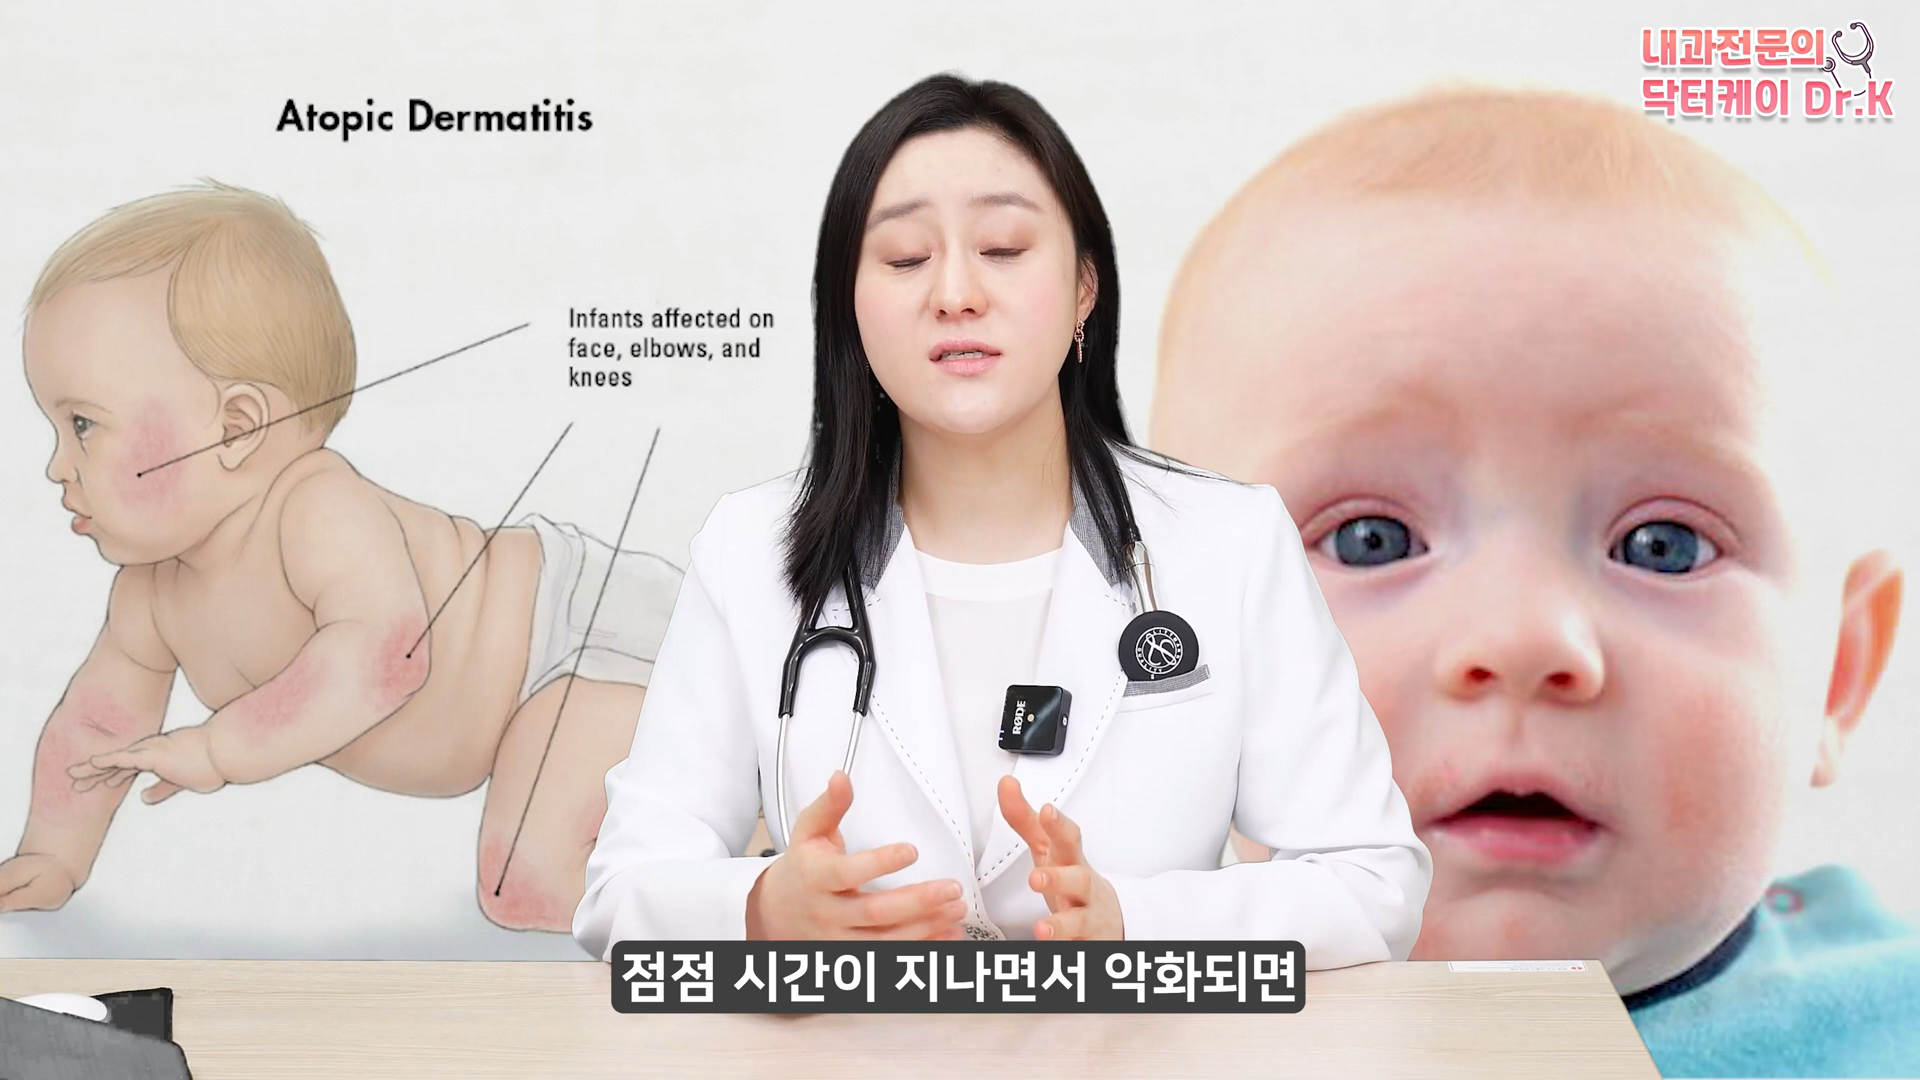 내과전문의
닥터케이 Dr.K
Atopic Dermatitis
Infants affected on
face, elbows, and
knees
RØDE
점점 시간이 지나면서 악화되면